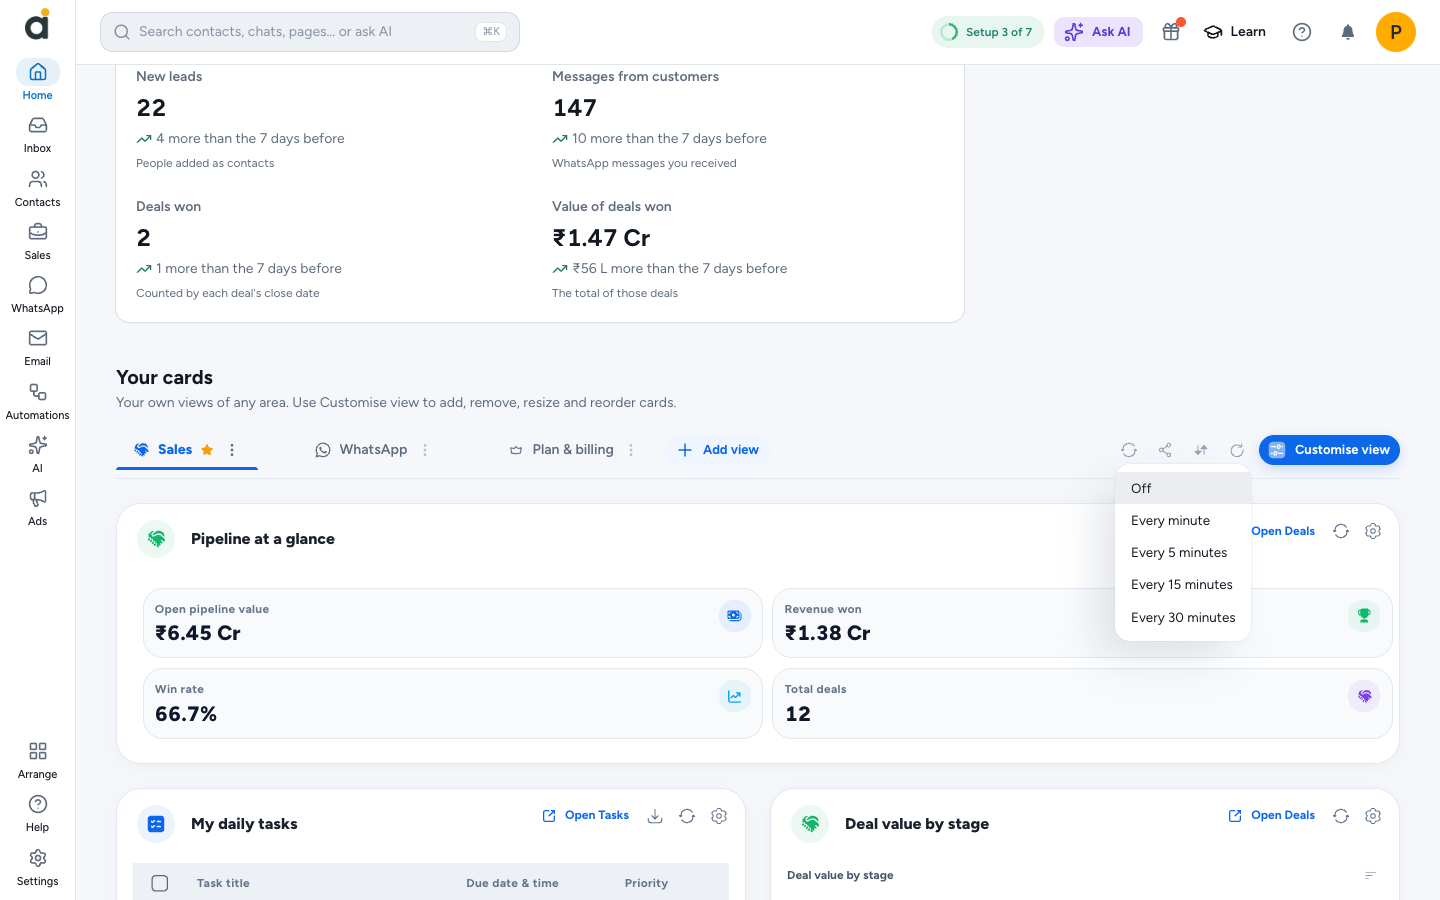 Search contacts, chats, pages... or ask AI
⌘K
Setup 3 of 7
Ask AI
Learn
P
Home
Inbox
Contacts
Sales
WhatsApp
Email
Automations
AI
Ads
Arrange
Help
Settings
New leads
22
4 more than the 7 days before
People added as contacts
Messages from customers
147
10 more than the 7 days before
WhatsApp messages you received
Deals won
2
1 more than the 7 days before
Counted by each deal's close date
Value of deals won
₹1.47 Cr
₹56 L more than the 7 days before
The total of those deals
Your cards
Your own views of any area. Use Customise view to add, remove, resize and reorder cards.
Sales
WhatsApp
Plan & billing
Add view
Customise view
Off
Every minute
Every 5 minutes
Every 15 minutes
Every 30 minutes
Pipeline at a glance
Open Deals
Open pipeline value
₹6.45 Cr
Revenue won
₹1.38 Cr
Win rate
66.7%
Total deals
12
My daily tasks
Open Tasks
Task title
Due date & time
Priority
Deal value by stage
Open Deals
Deal value by stage